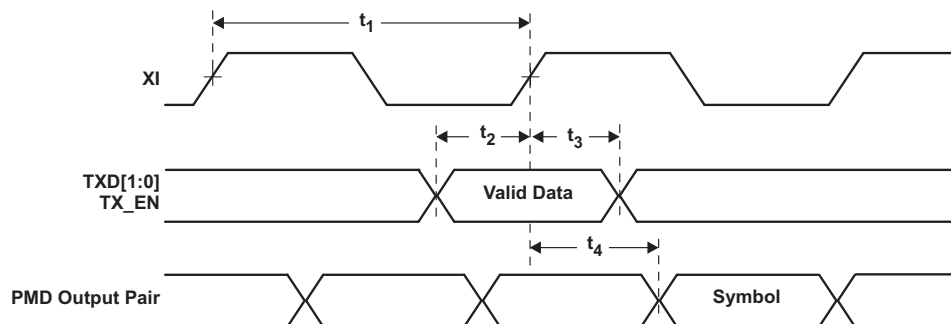 t1
XI
t2
t3
TXD[1:0]
TX_EN
Valid Data
t4
PMD Output Pair
Symbol